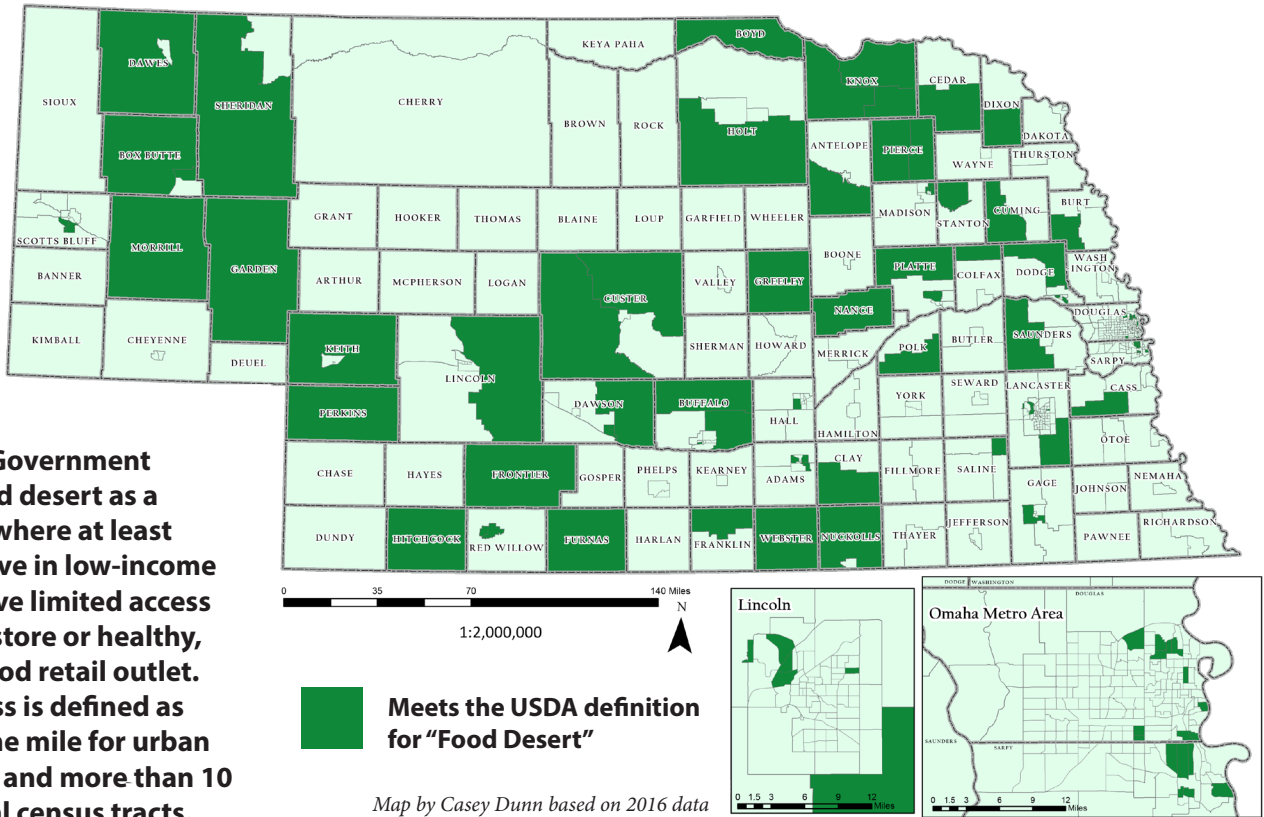 BOYD
KEYA PAHA
DAWES
KNOX
CEDAR
SIOUX
SHERIDAN
CHERRY
DIXON
BROWN
ROCK
HOLT
DAKOTA
BOX BUTTE
ANTELOPE
PIERCE
WAYNE
THURSTON
GRANT
HOOKER
THOMAS
BLAINE
LOUP
GARFIELD
WHEELER
MADISON
STANTON
CUMING
BURT
SCOTTS BLUFF
MORRILL
BOONE
WASH
INGTON
BANNER
GARDEN
ARTHUR
MCPHERSON
LOGAN
VALLEY
GREELEY
PLATTE
COLFAX
DODGE
CUSTER
NANCE
DOUGLAS
KIMBALL
CHEYENNE
DEUEL
KEITH
LINCOLN
SHERMAN
HOWARD
MERRICK
POLK
BUTLER
SAUNDERS
SARPY
PERKINS
DAWSON
BUFFALO
HALL
HAMILTON
YORK
SEWARD
LANCASTER
CASS
OTOE
CHASE
HAYES
FRONTIER
GOSPER
PHELPS
KEARNEY
ADAMS
CLAY
FILLMORE
SALINE
GAGE
JOHNSON
NEMAHA
DUNDY
HITCHCOCK
RED WILLOW
FURNAS
HARLAN
FRANKLIN
WEBSTER
NUCKOLLS
THAYER
JEFFERSON
PAWNEE
RICHARDSON
Government
d desert as a
where at least
ve in low-income
ve limited access
store or healthy,
od retail outlet.
ss is defined as
ne mile for urban
and more than 10
al census tracts
0 35 70 140 Miles
N
1:2,000,000
Meets the USDA definition
for “Food Desert”
Map by Casey Dunn based on 2016 data
Lincoln
0 1.5 3 6 9 12
Miles
DODGE WASHINGTON
DOUGLAS
Omaha Metro Area
SAUNDERS
SARPY
0 1.5 3 6 9 12
Miles